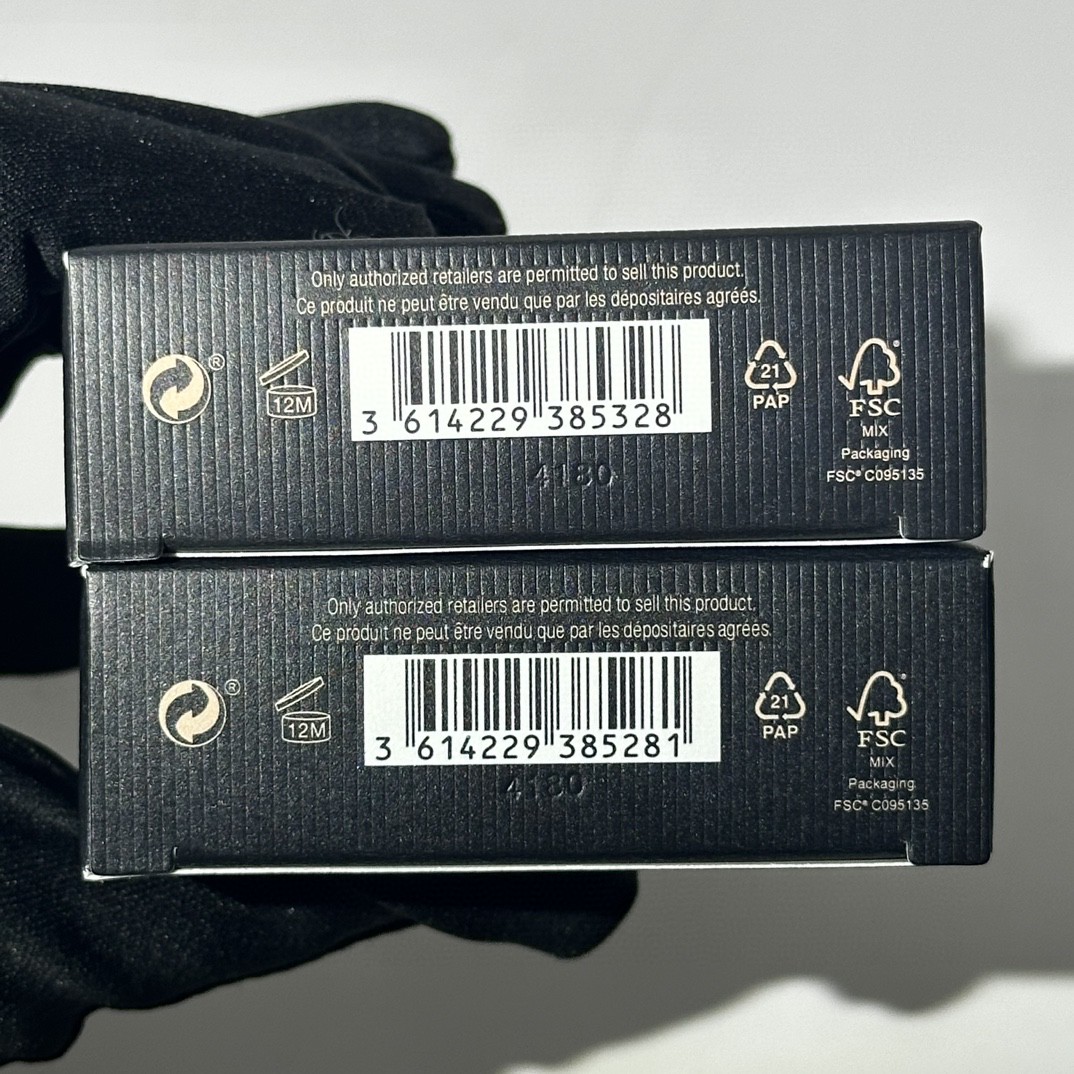 Only authorized retailers are permitted to sell this product.
Ce produit ne peut être vendu que par les dépositaires agréés.
®
12M
3 614229 385328
21
PAP
FSC®
MIX
Packaging
FSC® C095135
4180
Only authorized retailers are permitted to sell this product.
Ce produit ne peut être vendu que par les dépositaires agréés.
®
12M
3 614229 385281
21
PAP
FSC®
MIX
Packaging
FSC® C095135
4180